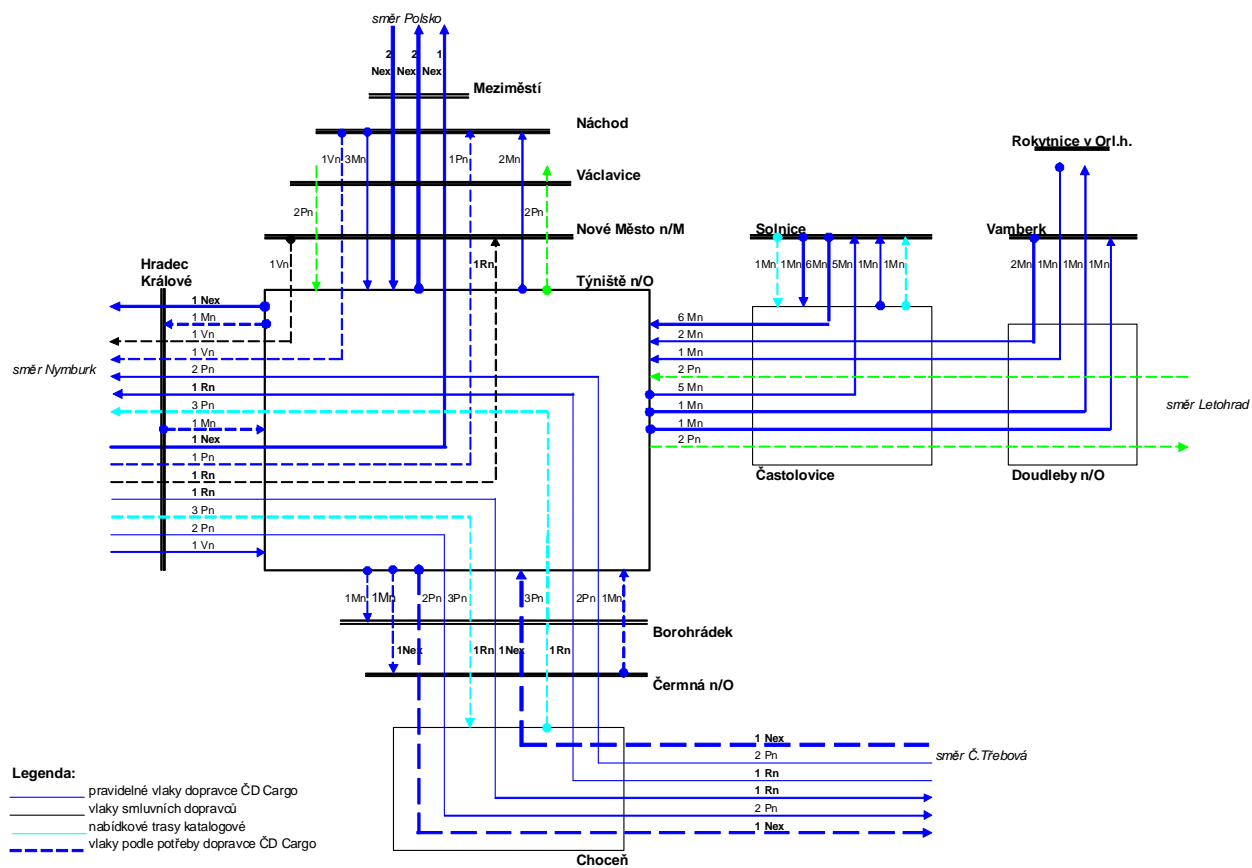 směr Polsko
2 2 1
Nex Nex Nex
Meziměstí
Náchod
Rokytnice v Orl.h.
1Vn 3Mn 1Pn 2Mn
Václavice
2Pn 2Pn
Nové Město n/M
Solnice
Vamberk
1Vn 1Rn
1Mn 1Mn 6Mn 5Mn 1Mn 1Mn
2Mn 1Mn 1Mn 1Mn
Hradec
Králové
Týniště n/O
1 Nex
1 Mn
1 Vn
1 Vn
2 Pn
1 Rn
3 Pn
1 Mn
1 Nex
1 Pn
1 Rn
1 Rn
3 Pn
2 Pn
1 Vn
směr Nymburk
6 Mn
2 Mn
1 Mn
2 Pn
5 Mn
1 Mn
1 Mn
2 Pn
směr Letohrad
Častolovice
Doudleby n/O
1Mn 1Mn 2Pn 3Pn 3Pn 2Pn 1Mn
Borohrádek
1Nex 1Rn 1Nex 1Rn
Čermná n/O
1 Nex
2 Pn
1 Rn
1 Rn
2 Pn
1 Nex
směr Č.Třebová
Choceň
Legenda:
pravidelné vlaky dopravce ČD Cargo
vlaky smluvních dopravců
nabídkové trasy katalogové
vlaky podle potřeby dopravce ČD Cargo